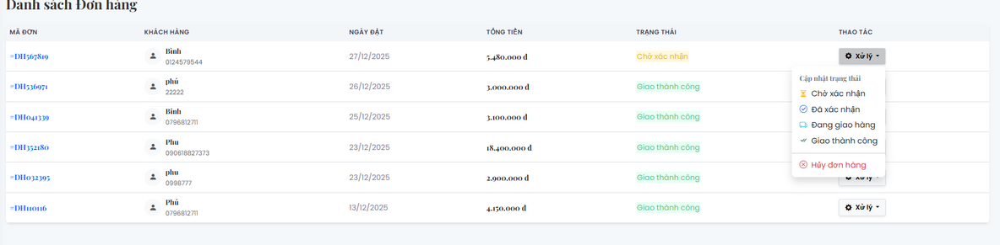 Danh sách Đơn hàng
MÃ ĐƠN KHÁCH HÀNG NGÀY ĐẶT TỔNG TIỀN TRẠNG THÁI THAO TÁC
#DH567819 Bình 27/12/2025 5.480.000 đ Chờ xác nhận Xử lý
0124579544
Cập nhật trạng thái
#DH536971 phú 26/12/2025 3.000.000 đ Giao thành công
22222
Chờ xác nhận
Đã xác nhận
#DH041339 Bình 25/12/2025 3.100.000 đ Giao thành công
0796812711
Đang giao hàng
Giao thành công
#DH352180 Phu 23/12/2025 18.400.000 đ Giao thành công
090618827373
Hủy đơn hàng
#DH032395 phu 23/12/2025 2.900.000 đ Giao thành công Xử lý
0998777
#DH110116 Phú 13/12/2025 4.150.000 đ Giao thành công Xử lý
0796812711